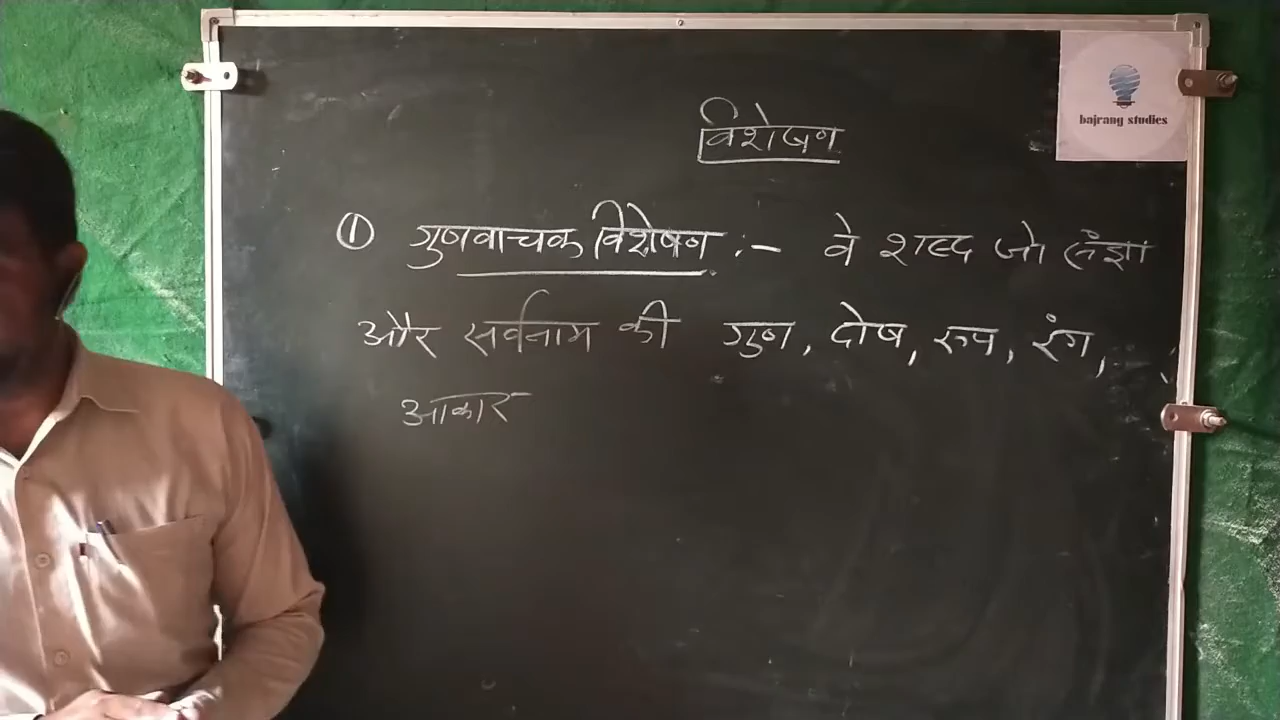 bajrang studies
विशेषण
① गुणवाचक विशेषण :- वे शब्द जो संज्ञा
और सर्वनाम की गुण, दोष, रूप, रंग,
आकार